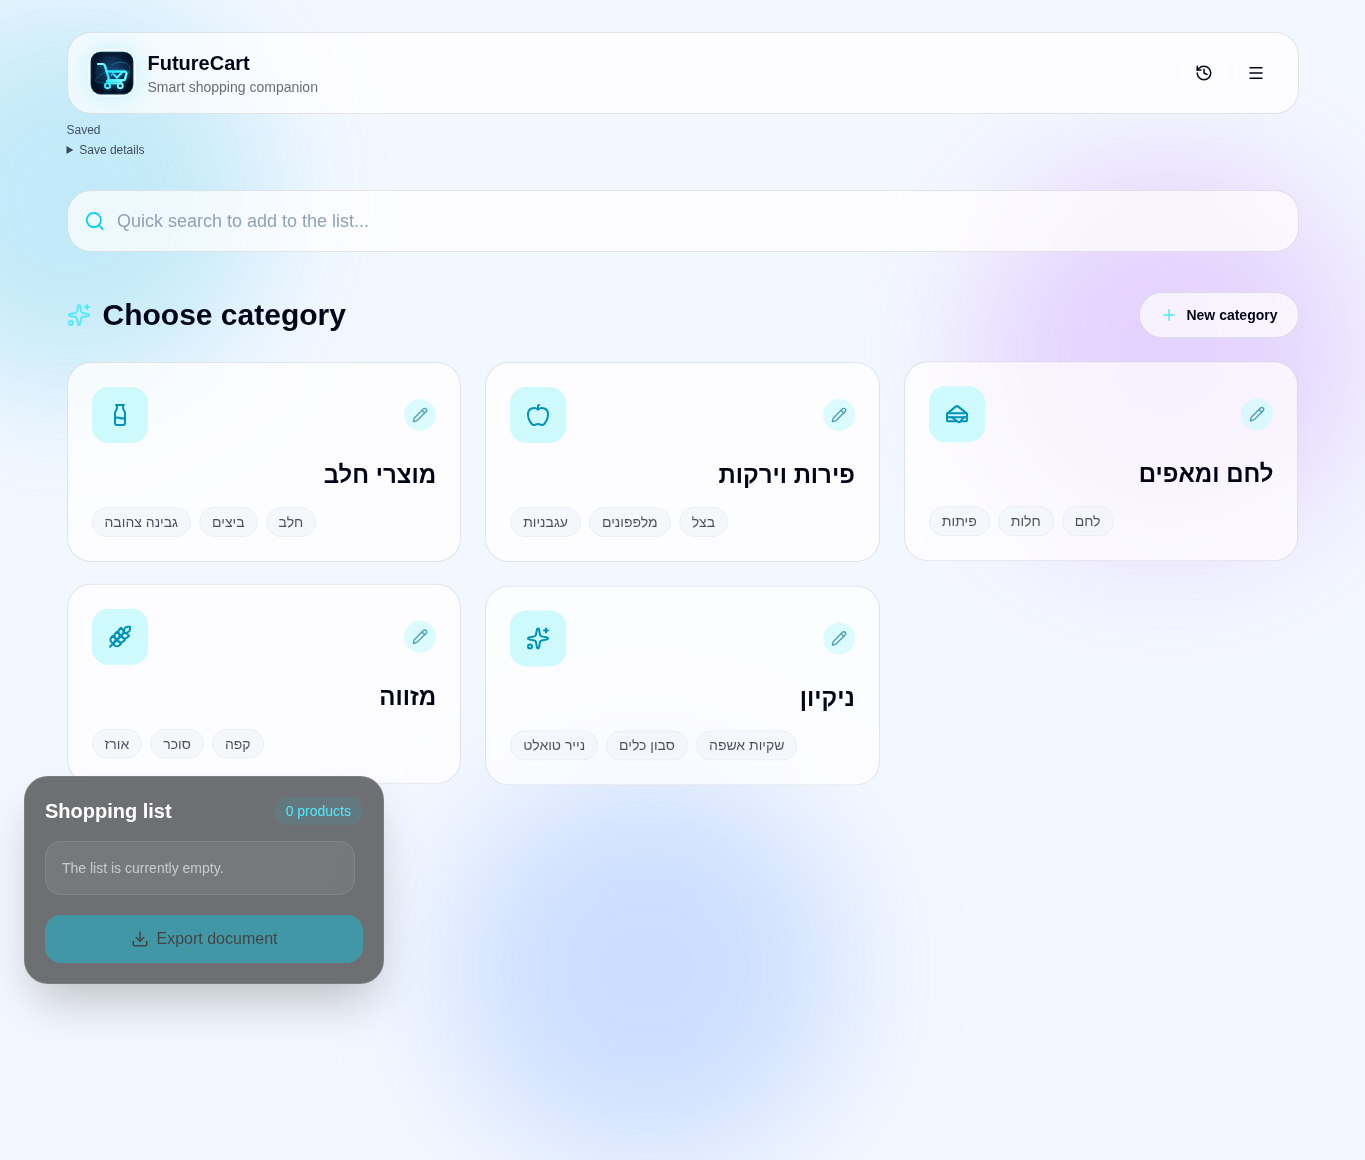 FutureCart
Smart shopping companion
Saved
Save details
Quick search to add to the list...
Choose category
New category
מוצרי חלב
גבינה צהובה
ביצים
חלב
פירות וירקות
עגבניות
מלפפונים
בצל
לחם ומאפים
פיתות
חלות
לחם
מזווה
אורז
סוכר
קפה
ניקיון
נייר טואלט
סבון כלים
שקיות אשפה
Shopping list
0 products
The list is currently empty.
Export document